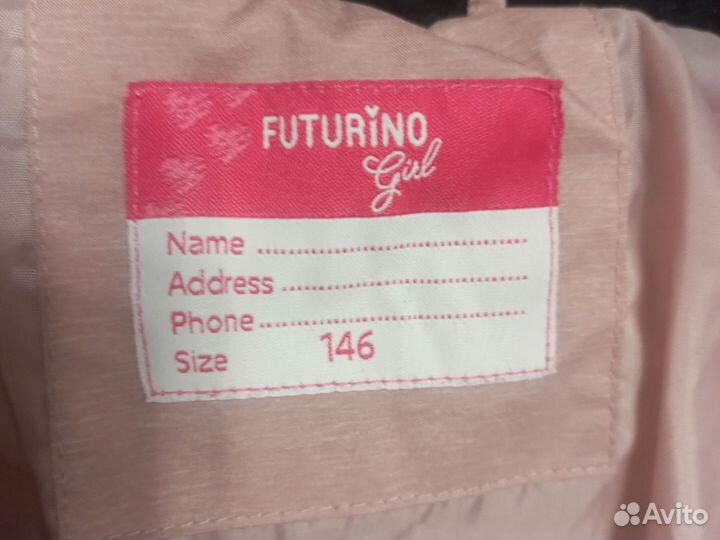 FUTURiNO
Girl
Name ................................
Address ................................
Phone ................................
Size 146
Avito